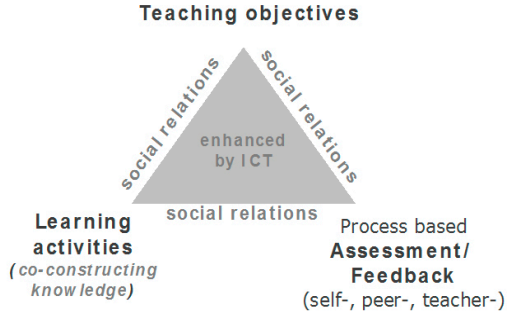 Teaching objectives
social relations
social relations
enhanced
by ICT
social relations
Learning
activities
(co-constructing
knowledge)
Process based
Assessment/
Feedback
(self-, peer-, teacher-)